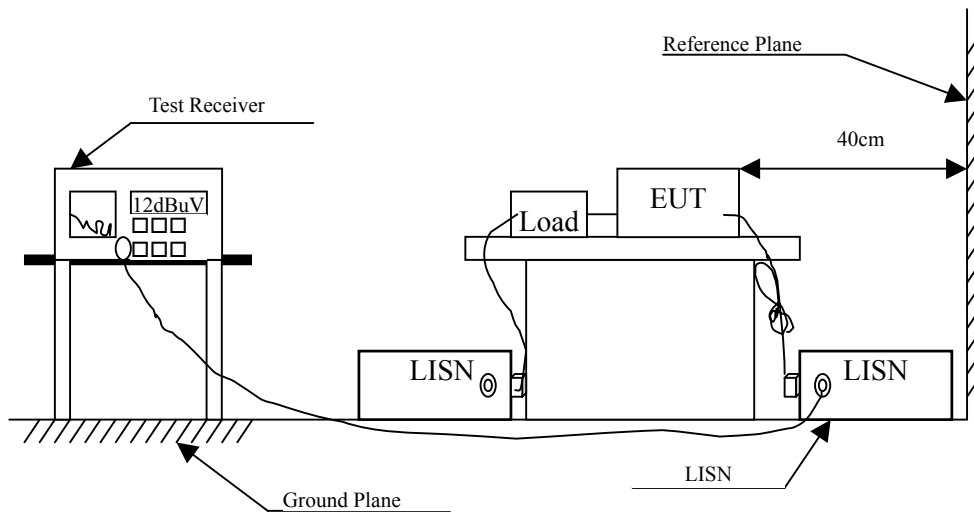 Reference Plane
Test Receiver
40cm
12dBuV
EUT
Load
LISN
LISN
LISN
Ground Plane